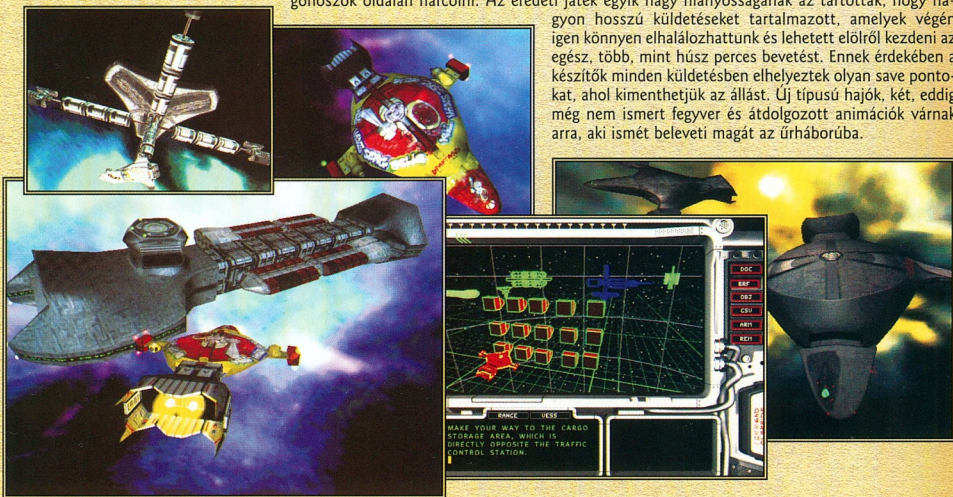 gonoszok oldalán harcolni. Az eredeti játék egyik nagy hiányosságának azt tartották, hogy na-
gyon hosszú küldetéseket tartalmazott, amelyek végén
igen könnyen elhalálozhattunk és lehetett elölről kezdeni az
egész, több, mint húsz perces bevetést. Ennek érdekében a
készítők minden küldetésben elhelyeztek olyan save ponto-
kat, ahol kimenthetjük az állást. Új típusú hajók, két, eddig
még nem ismert fegyver és átdolgozott animációk várnak
arra, aki ismét beleveti magát az űrháborúba.
DOC
BRF
OBJ
CSV
ARM
REM
RANGE VESS
MAKE YOUR WAY TO THE CARGO
STORAGE AREA, WHICH IS
DIRECTLY OPPOSITE THE TRAFFIC
CONTROL STATION.